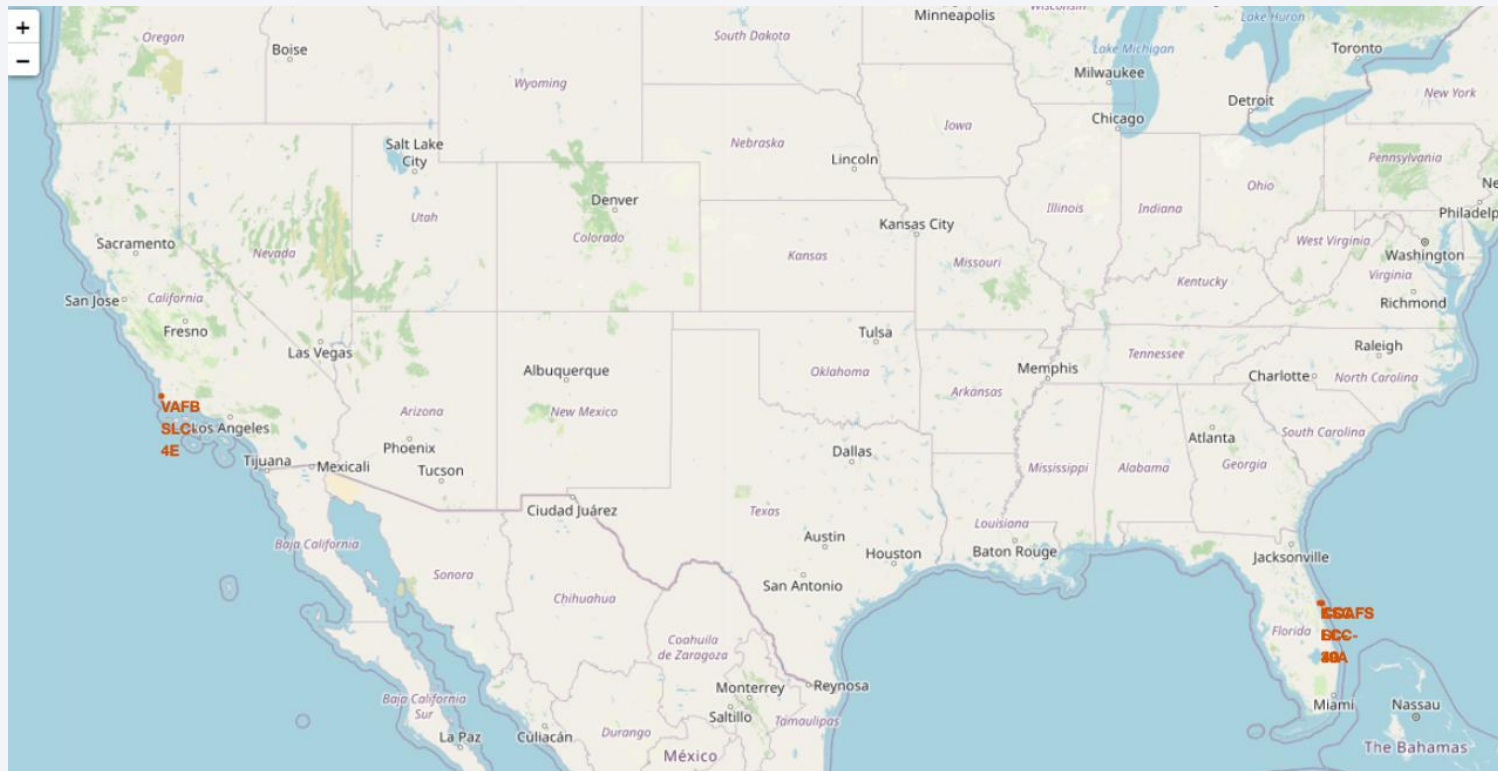 +
−
Minneapolis
Wisconsin
Lake Huron
Oregon
Boise
South Dakota
Lake Michigan
Toronto
Milwaukee
Wyoming
Detroit
New York
Chicago
Iowa
Salt Lake
City
Nebraska
Lincoln
Pennsylvania
Ohio
Denver
Utah
Illinois
Indiana
Philadelp
Kansas City
Colorado
Sacramento
Nevada
West Virginia
Kansas
Washington
Missouri
Virginia
Kentucky
San Jose
California
Richmond
Fresno
Tulsa
Raleigh
Las Vegas
Tennessee
Albuquerque
Memphis
Oklahoma
Charlotte
North Carolina
Arkansas
VAFB
SLC-
4E
Arizona
New Mexico
Los Angeles
South Carolina
Atlanta
Phoenix
Dallas
Tijuana
Mexicali
Tucson
Mississippi
Alabama
Georgia
Ciudad Juárez
Texas
Louisiana
Austin
Baja California
Houston
Baton Rouge
Jacksonville
Sonora
San Antonio
Chihuahua
Florida
Coahuila
de Zaragoza
Monterrey
Reynosa
Baja California
Sur
Saltillo
Tamaulipas
Miami
Nassau
La Paz
Culiacán
Durango
México
The Bahamas